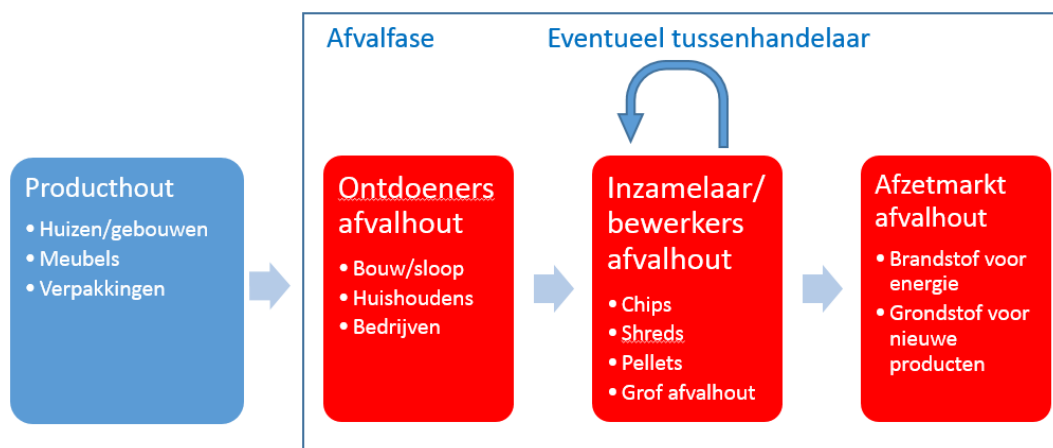 Afvalfase
Eventueel tussenhandelaar
Producthout
• Huizen/gebouwen
• Meubels
• Verpakkingen
Ontdoeners
afvalhout
• Bouw/sloop
• Huishoudens
• Bedrijven
Inzamelaar/
bewerkers
afvalhout
• Chips
• Shreds
• Pellets
• Grof afvalhout
Afzetmarkt
afvalhout
• Brandstof voor
energie
• Grondstof voor
nieuwe
producten